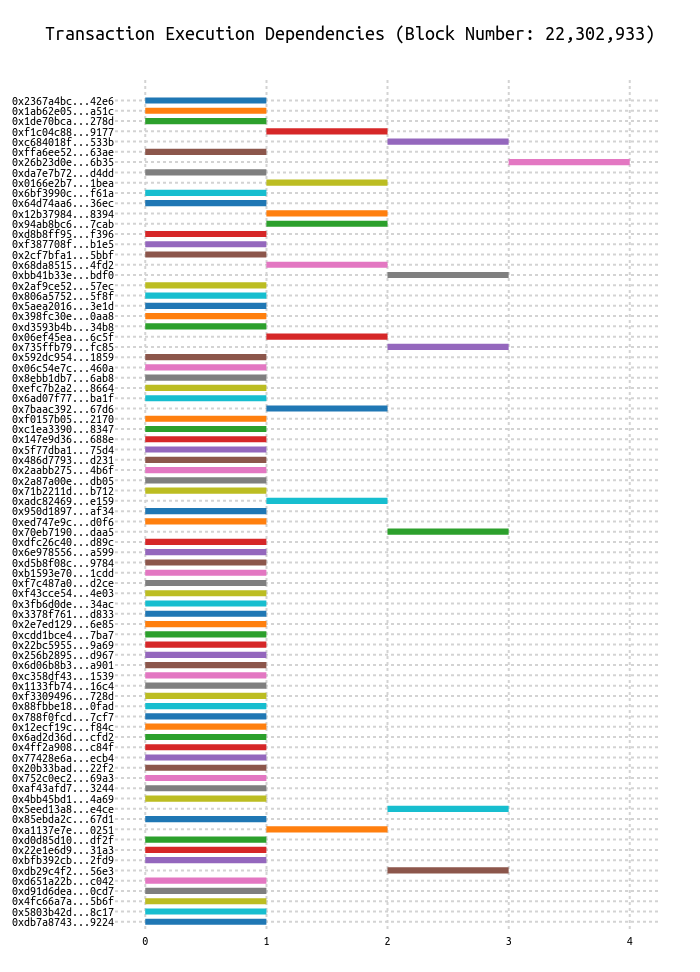 Transaction Execution Dependencies (Block Number: 22,302,933)
0x2367a4bc...42e6
0x1ab62e05...a51c
0x1de70bca...278d
0xf1c04c88...9177
0xc684018f...533b
0xffa6ee52...63ae
0x26b23d0e...6b35
0xda7e7b72...d4dd
0x0166e2b7...1bea
0x6bf3990c...f61a
0x64d74aa6...36ec
0x12b37984...8394
0x94ab8bc6...7cab
0xd8b8ff95...f396
0xf387708f...b1e5
0x2cf7bfa1...5bbf
0x68da8515...4fd2
0xbb41b33e...bdf0
0x2af9ce52...57ec
0x806a5752...5f8f
0x5aea2016...3e1d
0x398fc30e...0aa8
0xd3593b4b...34b8
0x06ef45ea...6c5f
0x735ffb79...fc85
0x592dc954...1859
0x06c54e7c...460a
0x8ebb1db7...6ab8
0xefc7b2a2...8664
0x6ad07f77...ba1f
0x7baac392...67d6
0xf0157b05...2170
0xc1ea3390...8347
0x147e9d36...688e
0x5f77dba1...75d4
0x486d7793...d231
0x2aabb275...4b6f
0x2a87a00e...db05
0x71b2211d...b712
0xadc82469...e159
0x950d1897...af34
0xed747e9c...d0f6
0x70eb7190...daa5
0xdfc26c40...d89c
0x6e978556...a599
0xd5b8f08c...9784
0xb1593e70...1cdd
0xf7c487a0...d2ce
0xf43cce54...4e03
0x3fb6d0de...34ac
0x3378f761...d833
0x2e7ed129...6e85
0xcdd1bce4...7ba7
0x22bc5955...9a69
0x256b2895...d967
0x6d06b8b3...a901
0xc358df43...1539
0x1133fb74...16c4
0xf3309496...728d
0x88fbbe18...0fad
0x788f0fcd...7cf7
0x12ecf19c...f84c
0x6ad2d36d...cfd2
0x4ff2a908...c84f
0x77428e6a...ecb4
0x20b33bad...22f2
0x752c0ec2...69a3
0xaf43afd7...3244
0x4bb45bd1...4a69
0x5eed13a8...e4ce
0x85ebda2c...67d1
0xa1137e7e...0251
0xd0d85d10...df2f
0x22e1e6d9...31a3
0xbfb392cb...2fd9
0xdb29c4f2...56e3
0xd651a22b...c042
0xd91d6dea...0cd7
0x4fc66a7a...5b6f
0x5803b42d...8c17
0xdb7a8743...9224
0 1 2 3 4